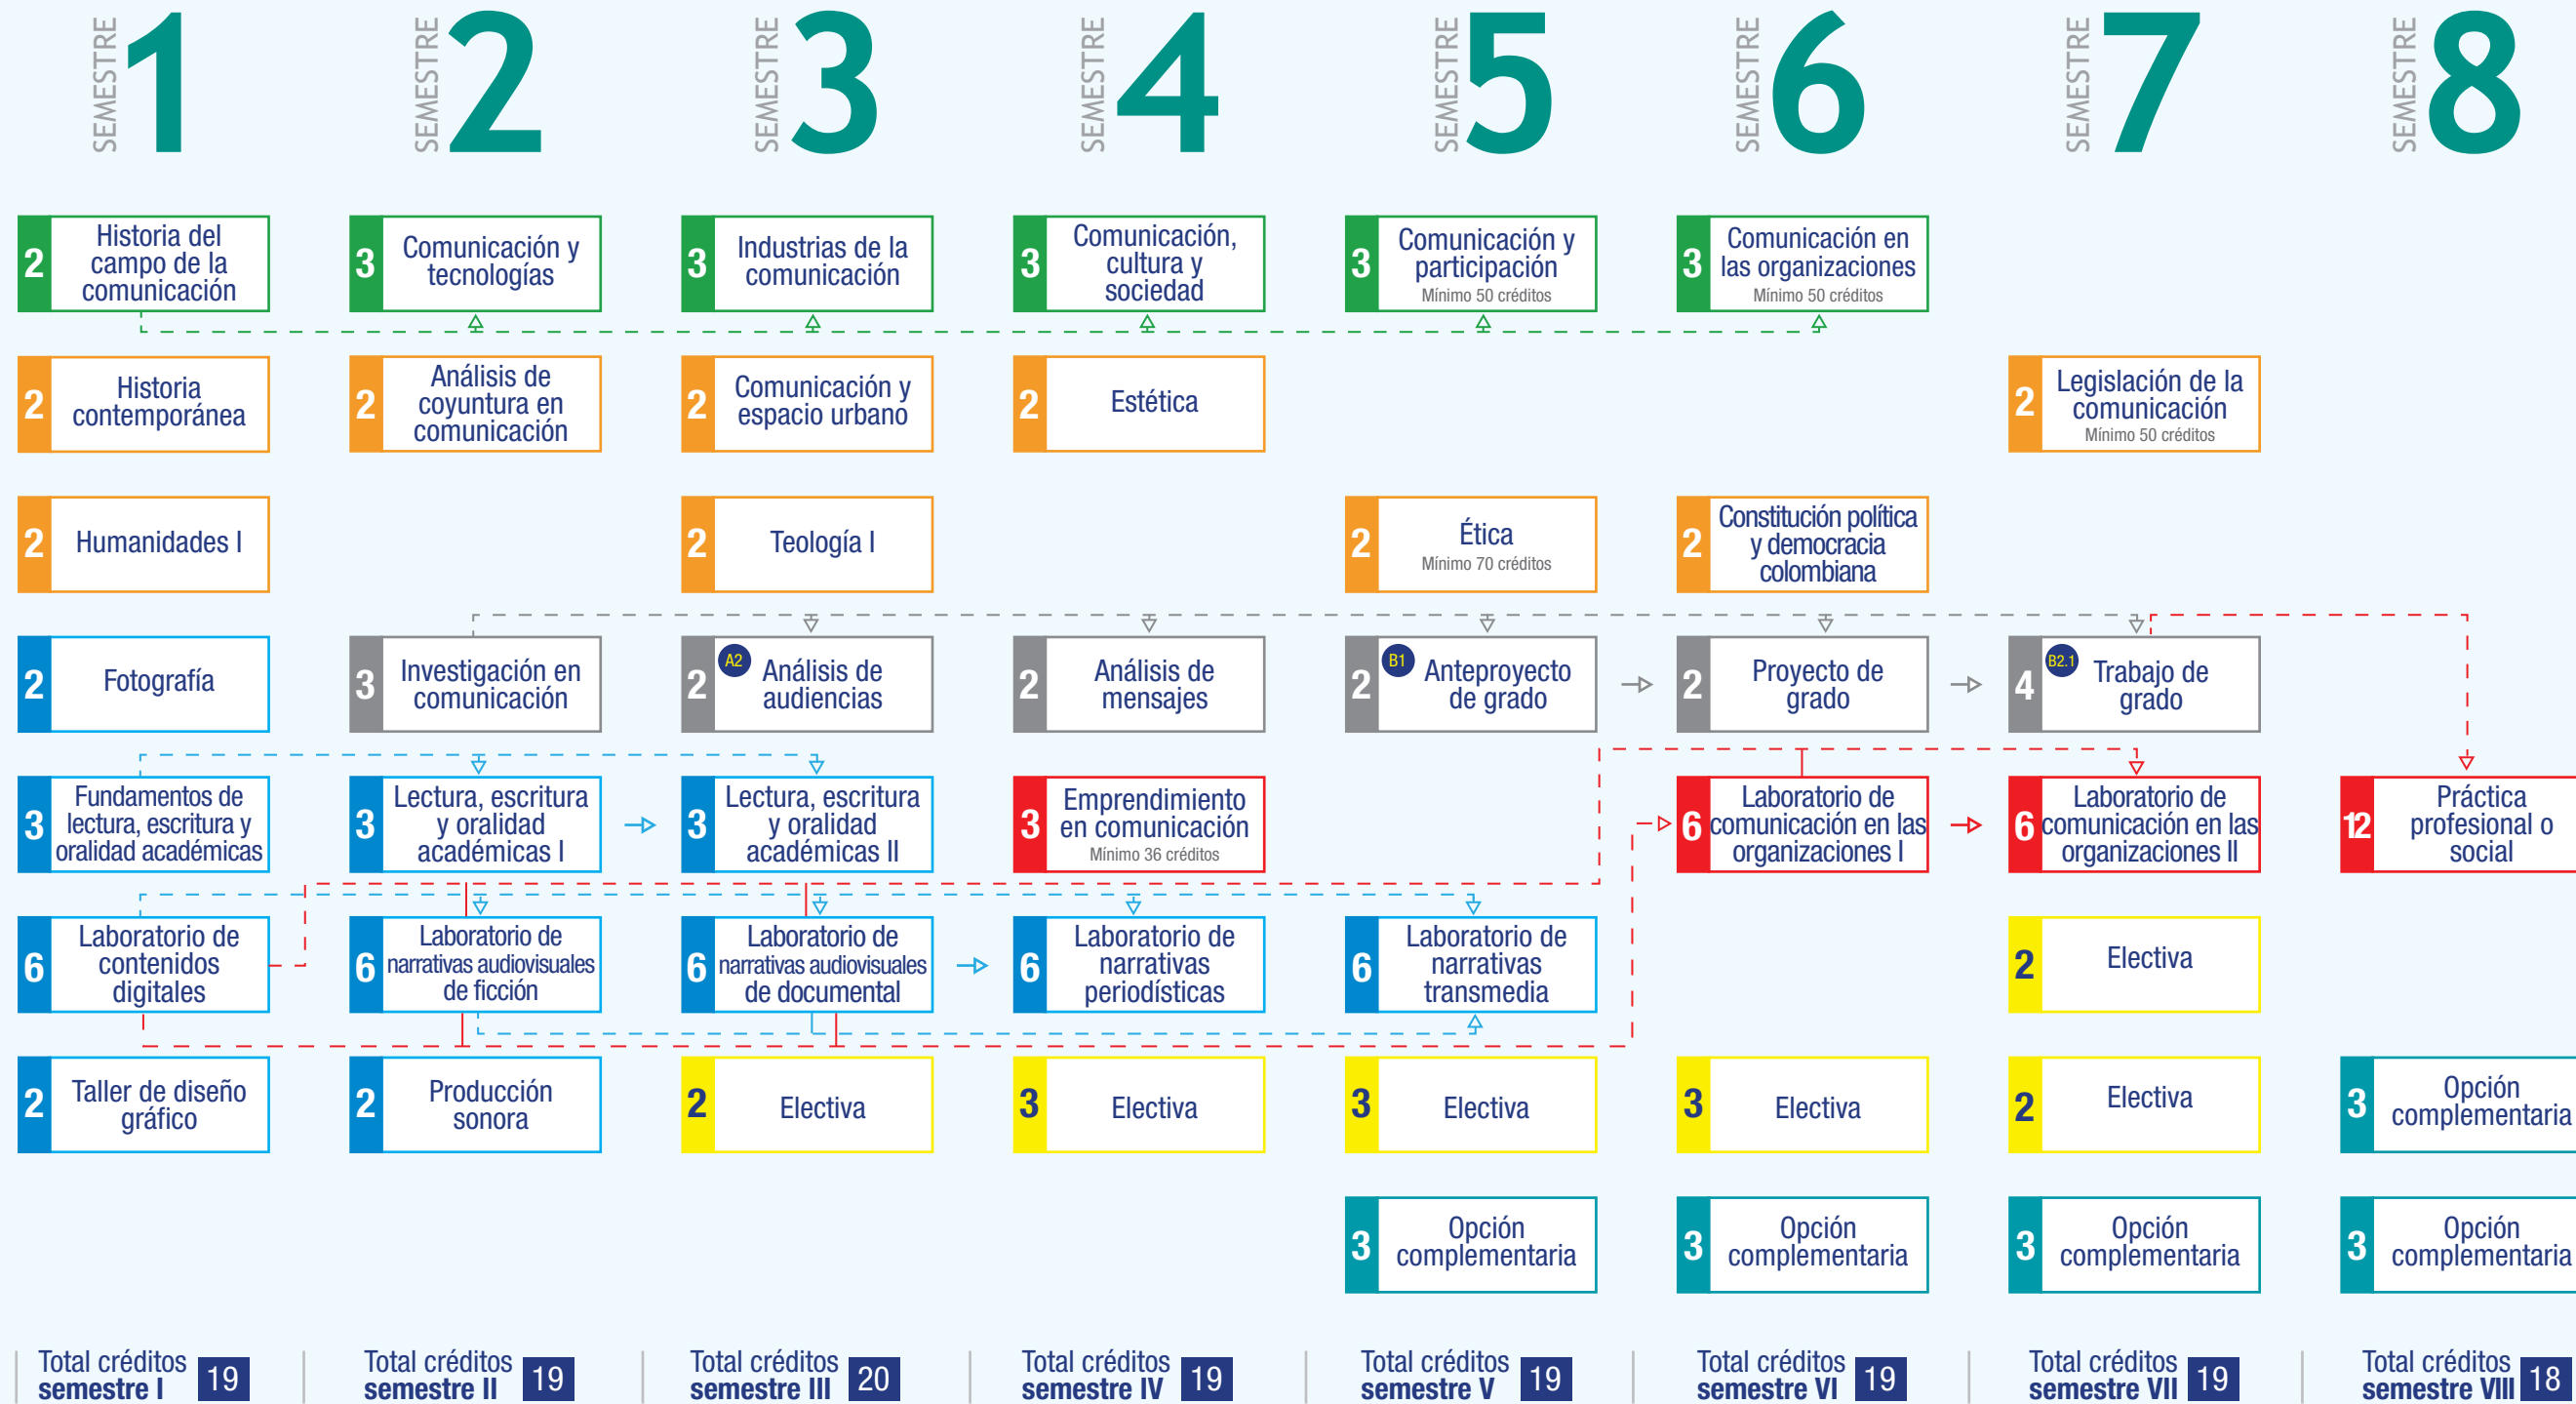 SEMESTRE 1
SEMESTRE 2
SEMESTRE 3
SEMESTRE 4
SEMESTRE 5
SEMESTRE 6
SEMESTRE 7
SEMESTRE 8
2
Historia del
campo de la
comunicación
3
Comunicación y
tecnologías
3
Industrias de la
comunicación
3
Comunicación,
cultura y
sociedad
3
Comunicación y
participación
Mínimo 50 créditos
3
Comunicación en
las organizaciones
Mínimo 50 créditos
2
Historia
contemporánea
2
Análisis de
coyuntura en
comunicación
2
Comunicación y
espacio urbano
2
Estética
2
Legislación de la
comunicación
Mínimo 50 créditos
2
Humanidades I
2
Teología I
2
Ética
Mínimo 70 créditos
2
Constitución política
y democracia
colombiana
2
Fotografía
3
Investigación en
comunicación
2
A2
Análisis de
audiencias
2
Análisis de
mensajes
2
B1
Anteproyecto
de grado
2
Proyecto de
grado
4
B2.1
Trabajo de
grado
3
Fundamentos de
lectura, escritura y
oralidad académicas
3
Lectura, escritura
y oralidad
académicas I
3
Lectura, escritura
y oralidad
académicas II
3
Emprendimiento
en comunicación
Mínimo 36 créditos
6
Laboratorio de
comunicación en las
organizaciones I
6
Laboratorio de
comunicación en las
organizaciones II
12
Práctica
profesional o
social
6
Laboratorio de
contenidos
digitales
6
Laboratorio de
narrativas audiovisuales
de ficción
6
Laboratorio de
narrativas audiovisuales
de documental
6
Laboratorio de
narrativas
periodísticas
6
Laboratorio de
narrativas
transmedia
2
Electiva
2
Taller de diseño
gráfico
2
Producción
sonora
2
Electiva
3
Electiva
3
Electiva
3
Electiva
2
Electiva
3
Opción
complementaria
3
Opción
complementaria
3
Opción
complementaria
3
Opción
complementaria
3
Opción
complementaria
Total créditos
semestre I 19
Total créditos
semestre II 19
Total créditos
semestre III 20
Total créditos
semestre IV 19
Total créditos
semestre V 19
Total créditos
semestre VI 19
Total créditos
semestre VII 19
Total créditos
semestre VIII 18